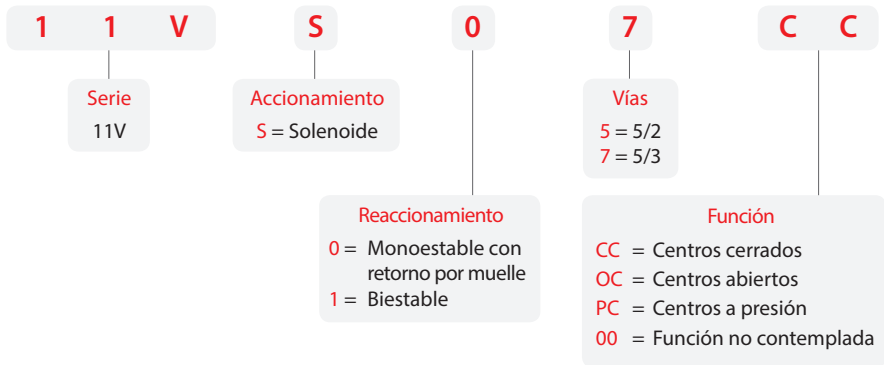 1 1 V S 0 7 C C
Serie
11V
Accionamiento
S = Solenoide
Vías
5 = 5/2
7 = 5/3
Reaccionamiento
0 = Monoestable con
retorno por muelle
1 = Biestable
Función
CC = Centros cerrados
OC = Centros abiertos
PC = Centros a presión
00 = Función no contemplada